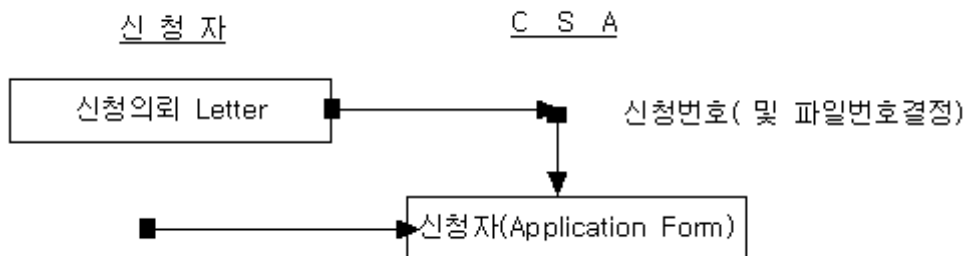 신 청 자
C S A
신청의뢰 Letter
신청번호( 및 파일번호결정)
신청자(Application Form)